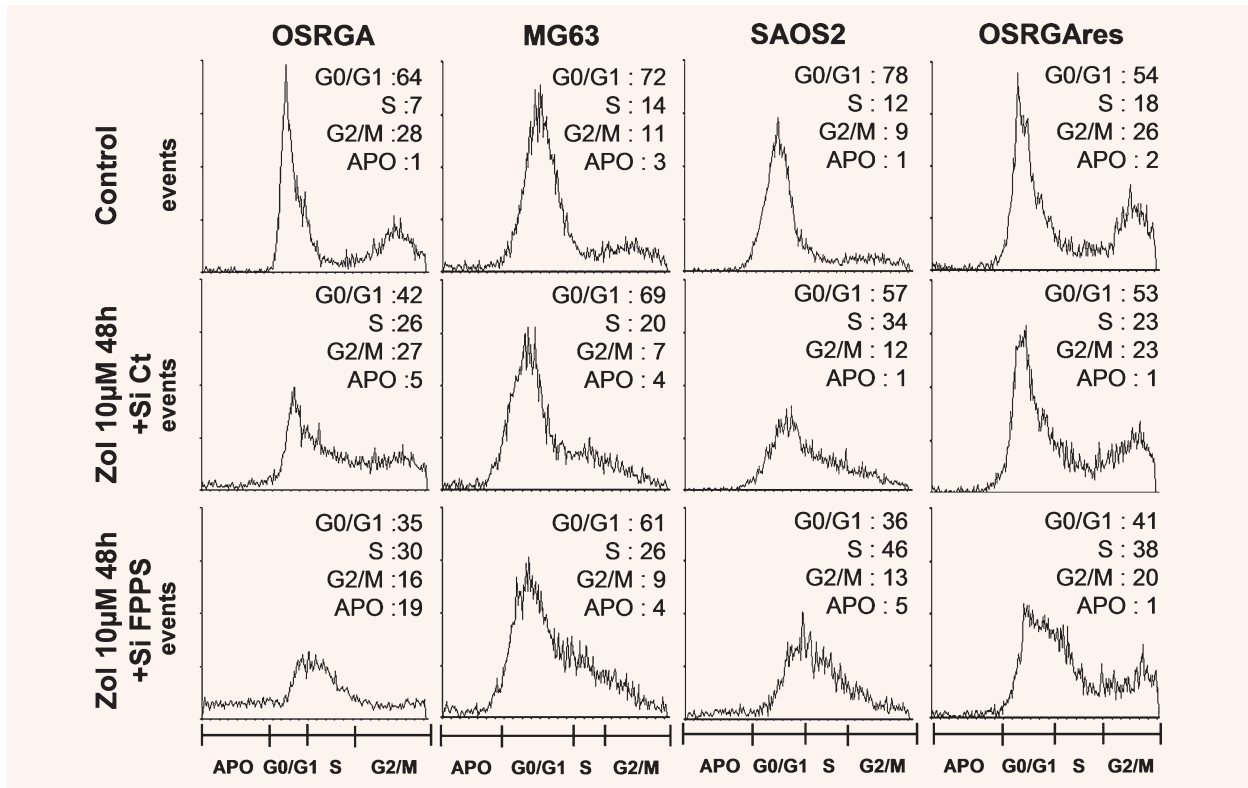 OSRGA MG63 SAOS2 OSRGAres
Control
events
G0/G1 :64
S :7
G2/M :28
APO :1
G0/G1 : 72
S : 14
G2/M : 11
APO : 3
G0/G1 : 78
S : 12
G2/M : 9
APO : 1
G0/G1 : 54
S : 18
G2/M : 26
APO : 2
Zol 10µM 48h
+Si Ct
events
G0/G1 :42
S :26
G2/M :27
APO :5
G0/G1 : 69
S : 20
G2/M : 7
APO : 4
G0/G1 : 57
S : 34
G2/M : 12
APO : 1
G0/G1 : 53
S : 23
G2/M : 23
APO : 1
Zol 10µM 48h
+Si FPPS
events
G0/G1 :35
S :30
G2/M :16
APO :19
G0/G1 : 61
S : 26
G2/M : 9
APO : 4
G0/G1 : 36
S : 46
G2/M : 13
APO : 5
G0/G1 : 41
S : 38
G2/M : 20
APO : 1
APO G0/G1 S G2/M APO G0/G1 S G2/M APO G0/G1 S G2/M APO G0/G1 S G2/M